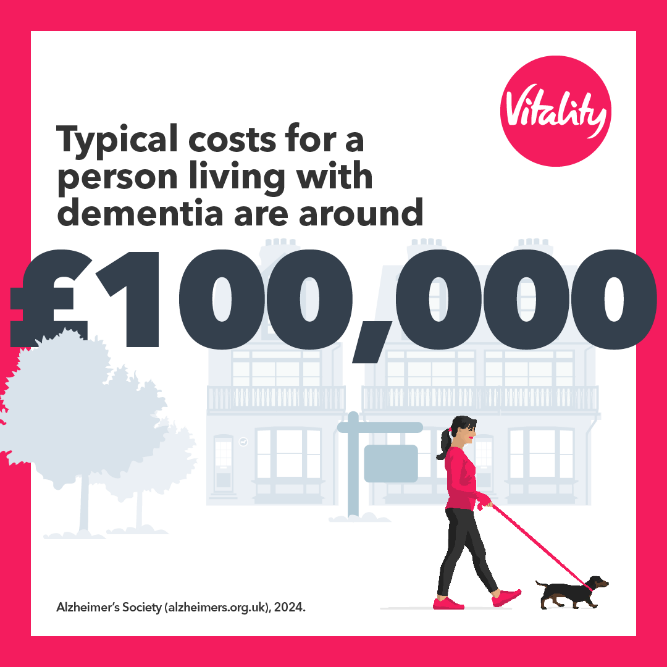 Vitality
Typical costs for a
person living with
dementia are around
£100,000
Alzheimer's Society (alzheimers.org.uk), 2024.